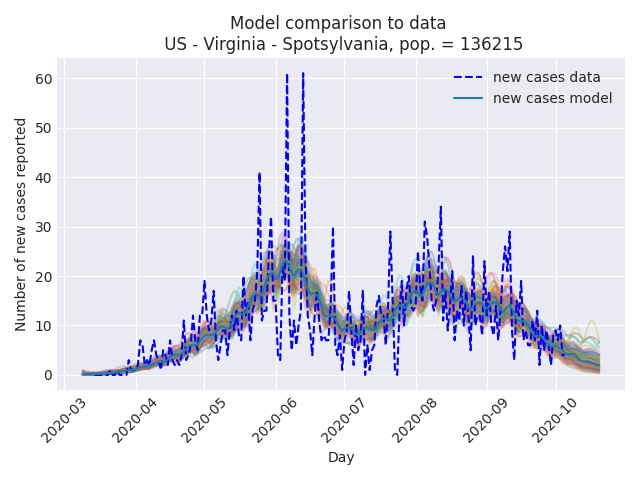 Model comparison to data
US - Virginia - Spotsylvania, pop. = 136215
new cases data
new cases model
Number of new cases reported
60
50
40
30
20
10
0
2020-03
2020-04
2020-05
2020-06
2020-07
2020-08
2020-09
2020-10
Day